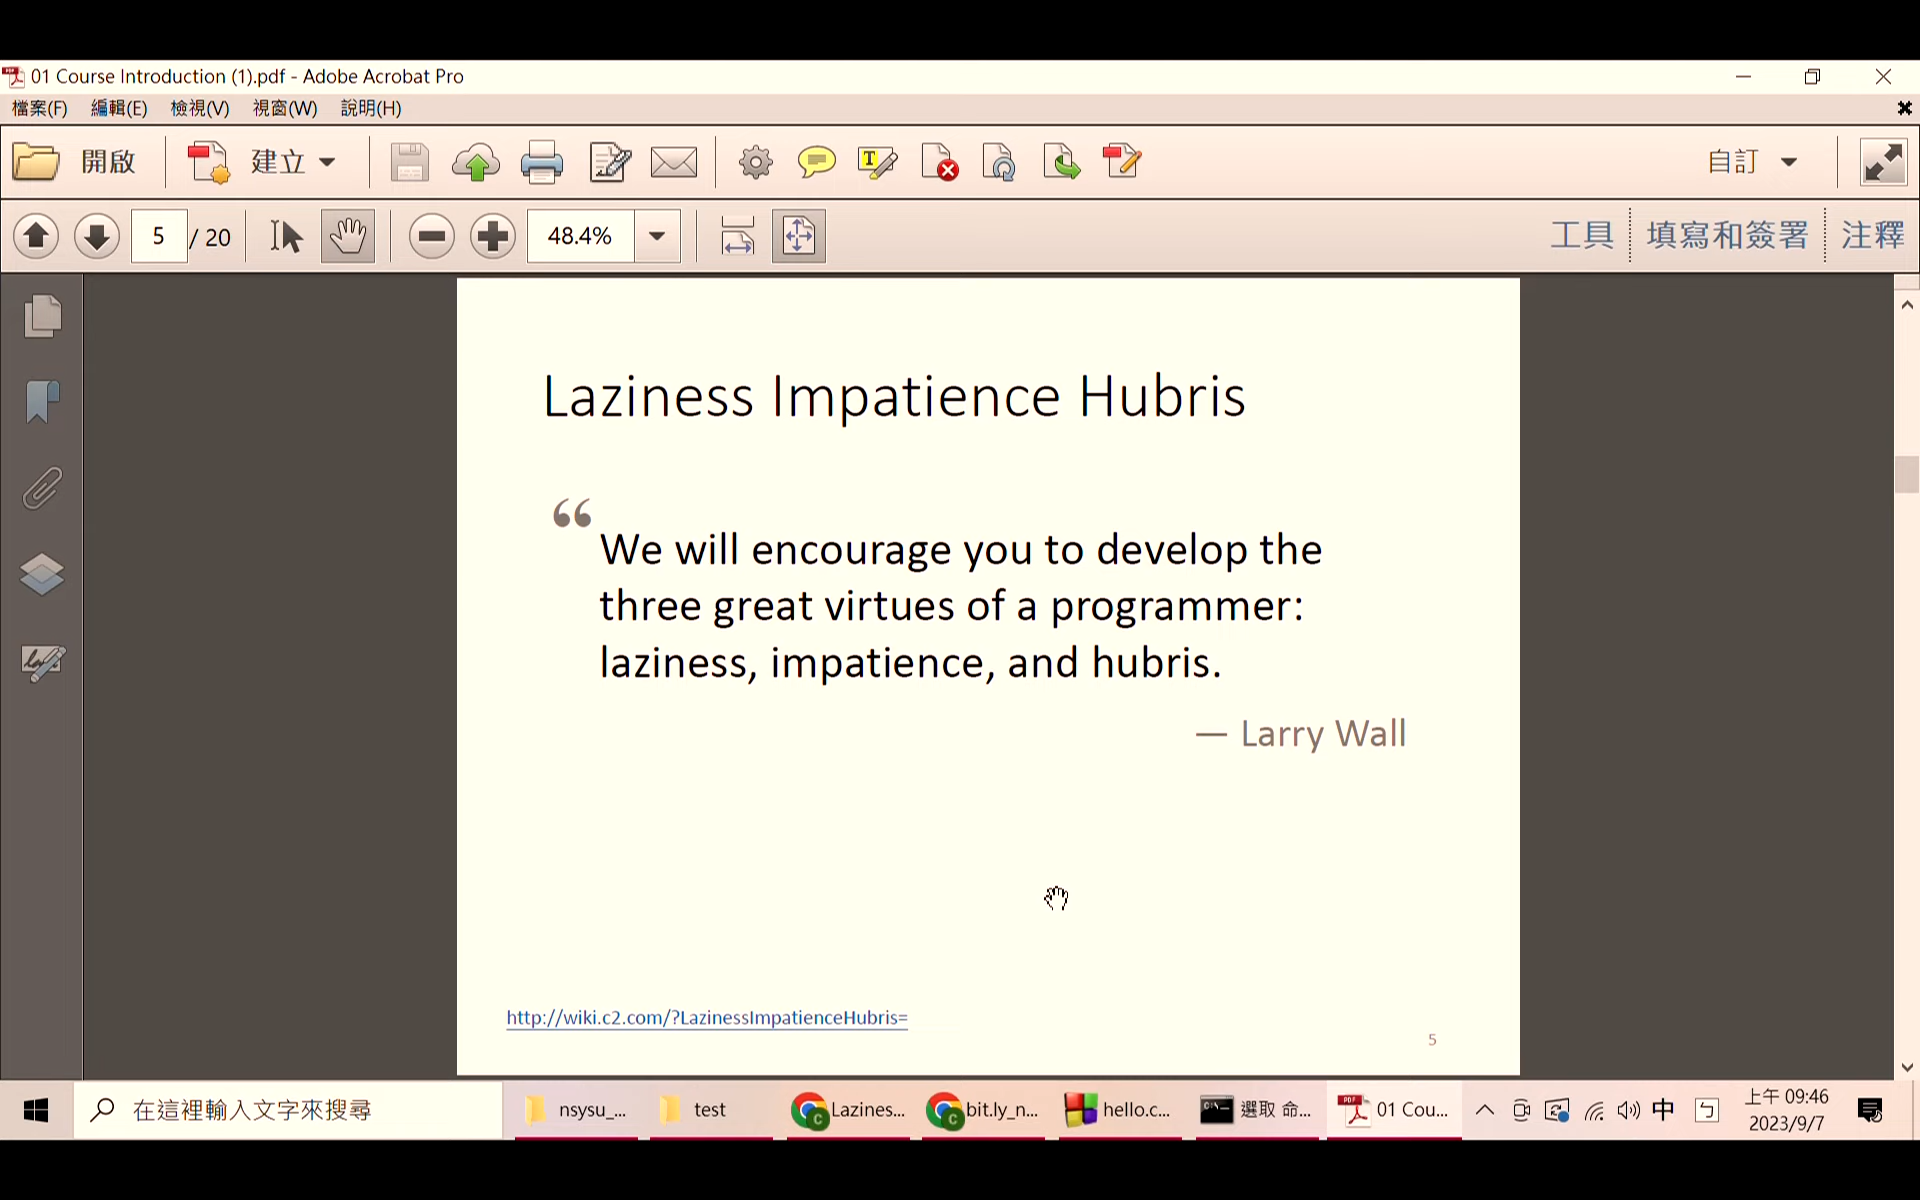 01 Course Introduction (1).pdf - Adobe Acrobat Pro
檔案(F) 編輯(E) 檢視(V) 視窗(W) 說明(H)
開啟 建立 自訂
5 / 20 48.4% 工具 填寫和簽署 注釋
Laziness Impatience Hubris
“ We will encourage you to develop the
three great virtues of a programmer:
laziness, impatience, and hubris.
— Larry Wall
http://wiki.c2.com/?LazinessImpatienceHubris=
5
在這裡輸入文字來搜尋 nsysu_... test Lazines... bit.ly_n... hello.c... 選取 命... 01 Cou... 中 ㄅ 上午 09:46
2023/9/7